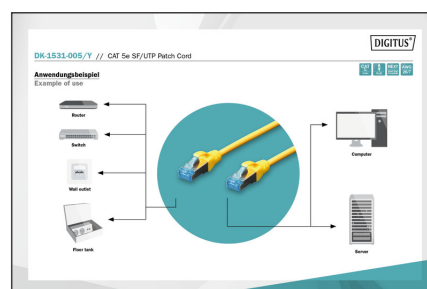 DIGITUS®
DK-1531-005/Y // CAT 5e SF/UTP Patch Cord
Anwendungsbeispiel
Example of use
Router
Switch
Wall outlet
Floor tank
Computer
Server